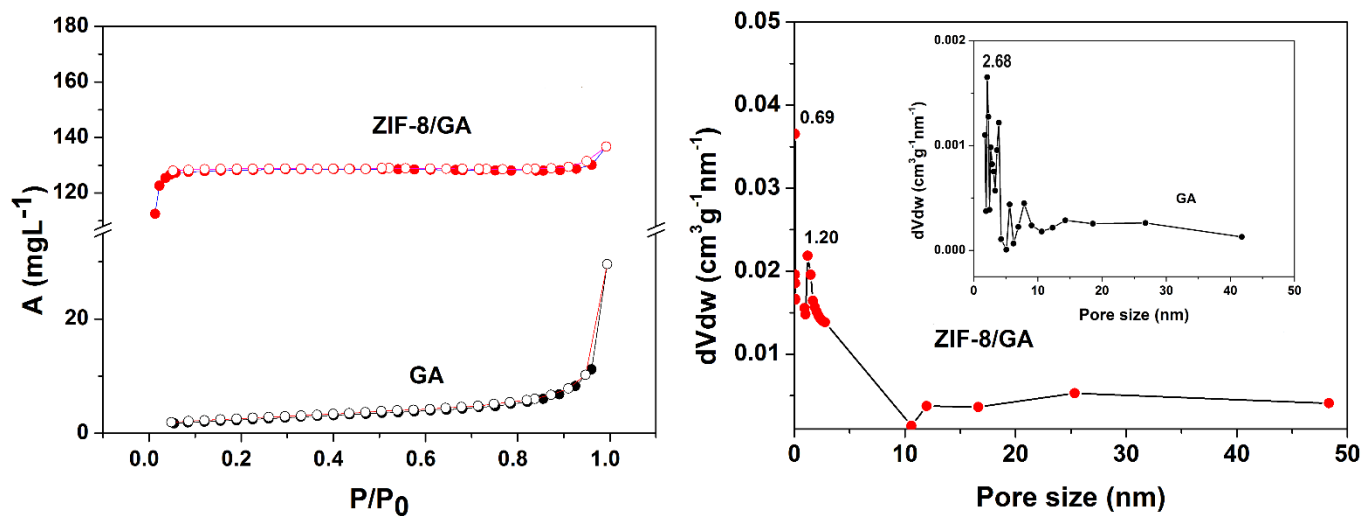 180
160
140
120
20
0
A (mgL⁻¹)
ZIF-8/GA
GA
0.0 0.2 0.4 0.6 0.8 1.0
P/P₀
0.05
0.04
0.03
0.02
0.01
0
dVdw (cm³g⁻¹nm⁻¹)
0.69
1.20
ZIF-8/GA
0 10 20 30 40 50
Pore size (nm)
0.002
0.001
0.000
dVdw (cm³g⁻¹nm⁻¹)
2.68
GA
0 10 20 30 40 50
Pore size (nm)